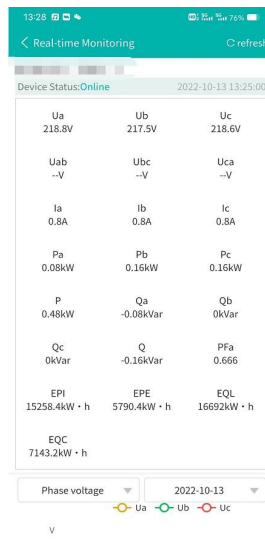 13:28 76%
Real-time Monitoring refresh
Device Status:Online 2022-10-13 13:25:00
Ua Ub Uc
218.8V 217.5V 218.6V
Uab Ubc Uca
--V --V --V
Ia Ib Ic
0.8A 0.8A 0.8A
Pa Pb Pc
0.08kW 0.16kW 0.16kW
P Qa Qb
0.48kW -0.08kVar 0kVar
Qc Q PFa
0kVar -0.16kVar 0.666
EPI EPE EQL
15258.4kW·h 5790.4kW·h 16692kW·h
EQC
7143.2kW·h
Phase voltage 2022-10-13
Ua Ub Uc
V